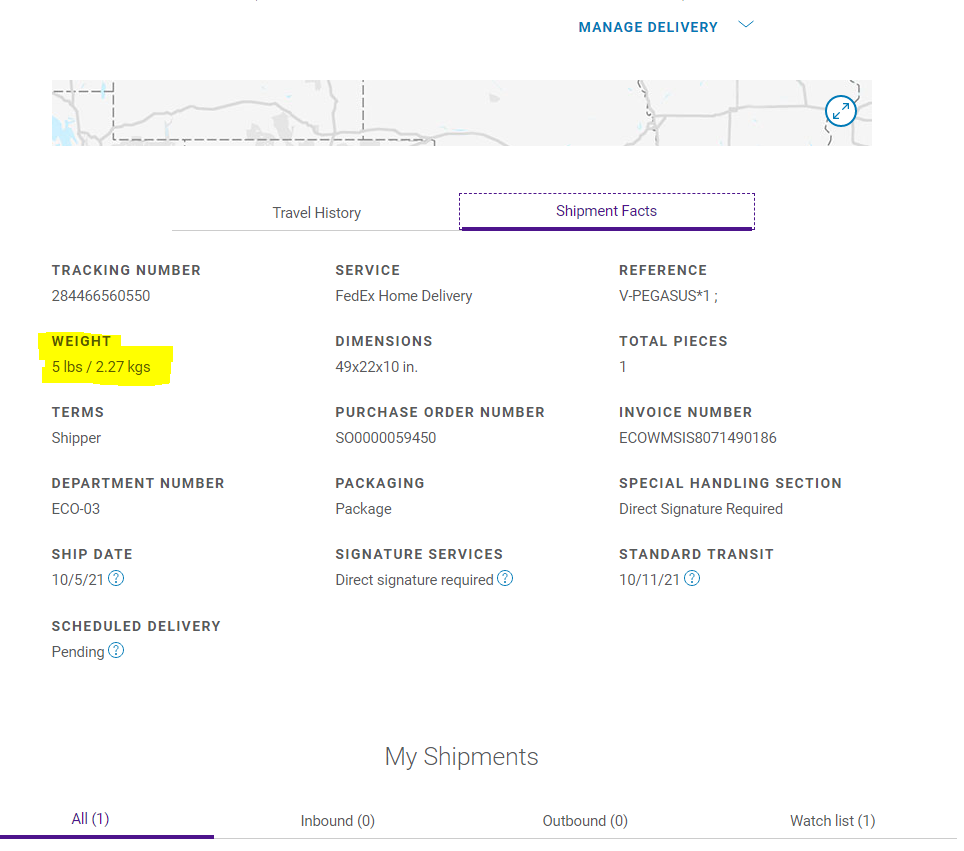 MANAGE DELIVERY
Travel History
Shipment Facts
TRACKING NUMBER
284466560550
SERVICE
FedEx Home Delivery
REFERENCE
V-PEGASUS*1 ;
WEIGHT
5 lbs / 2.27 kgs
DIMENSIONS
49x22x10 in.
TOTAL PIECES
1
TERMS
Shipper
PURCHASE ORDER NUMBER
SO0000059450
INVOICE NUMBER
ECOWMSIS8071490186
DEPARTMENT NUMBER
ECO-03
PACKAGING
Package
SPECIAL HANDLING SECTION
Direct Signature Required
SHIP DATE
10/5/21 ?
SIGNATURE SERVICES
Direct signature required ?
STANDARD TRANSIT
10/11/21 ?
SCHEDULED DELIVERY
Pending ?
My Shipments
All (1)
Inbound (0)
Outbound (0)
Watch list (1)